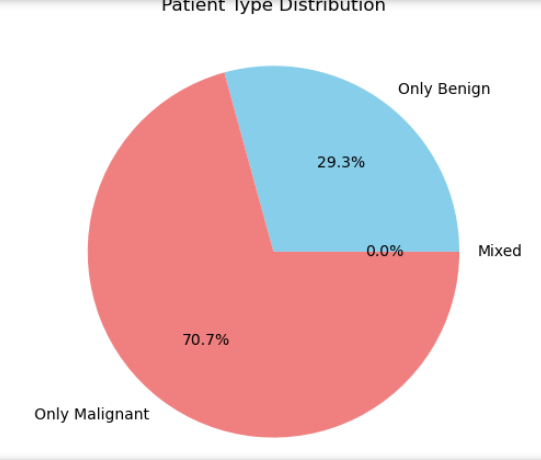 Patient Type Distribution
Only Benign
29.3%
0.0%
Mixed
70.7%
Only Malignant